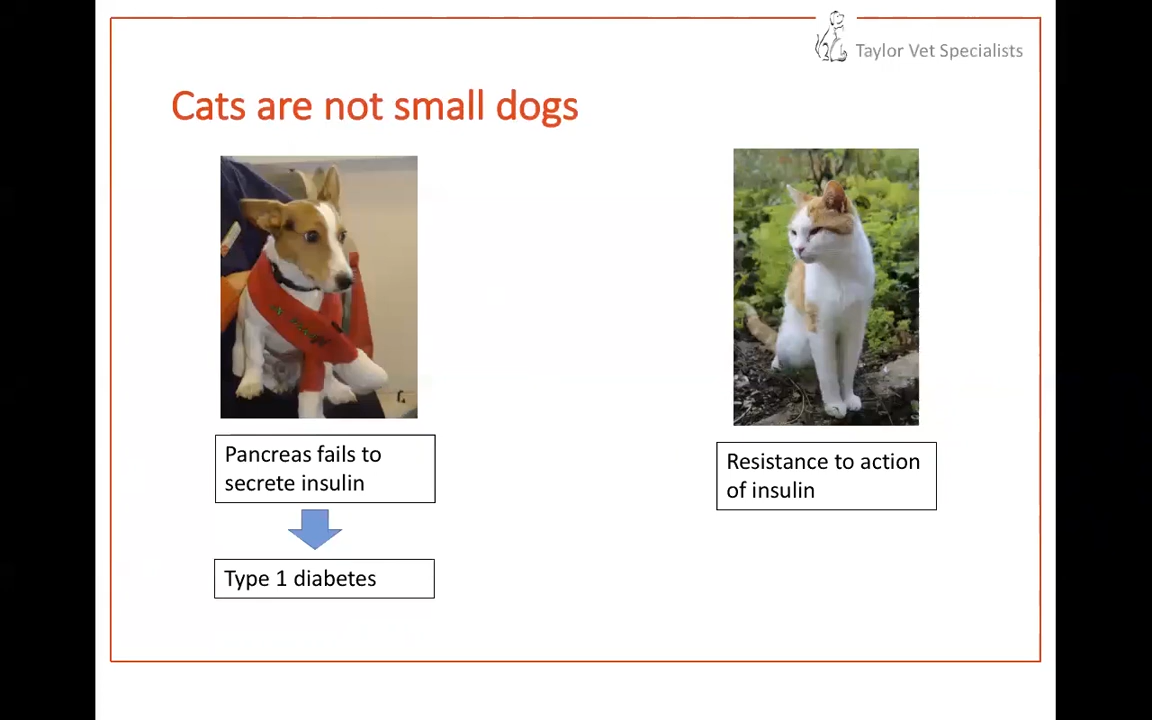 Taylor Vet Specialists
Cats are not small dogs
Pancreas fails to
secrete insulin
Type 1 diabetes
Resistance to action
of insulin